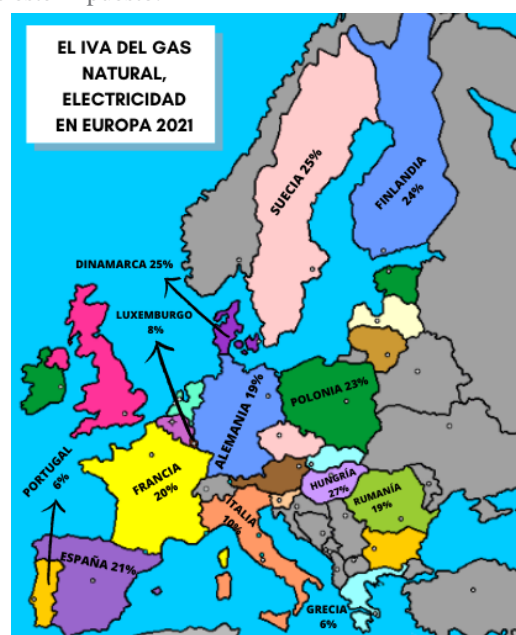 EL IVA DEL GAS
NATURAL,
ELECTRICIDAD
EN EUROPA 2021
SUECIA 25%
FINLANDIA
24%
DINAMARCA 25%
LUXEMBURGO
8%
POLONIA 23%
ALEMANIA 19%
PORTUGAL
6%
FRANCIA
20%
HUNGRÍA
27%
RUMANÍA
19%
ITALIA
10%
ESPAÑA 21%
GRECIA
6%